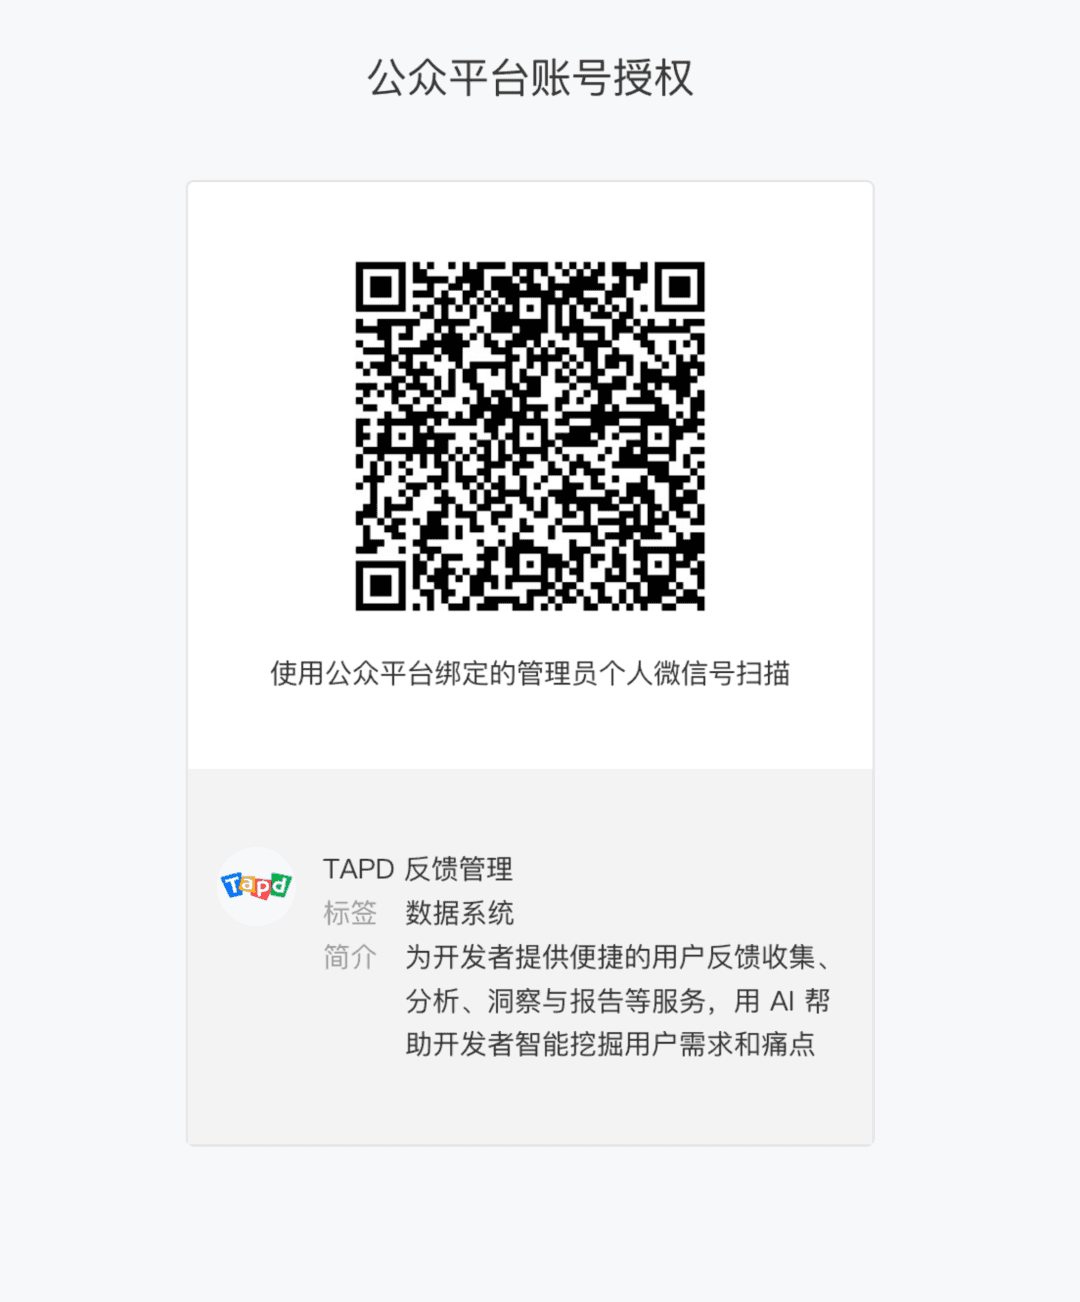 公众平台账号授权
使用公众平台绑定的管理员个人微信号扫描
Tapd
TAPD 反馈管理
标签 数据系统
简介 为开发者提供便捷的用户反馈收集、
分析、洞察与报告等服务，用 AI 帮
助开发者智能挖掘用户需求和痛点